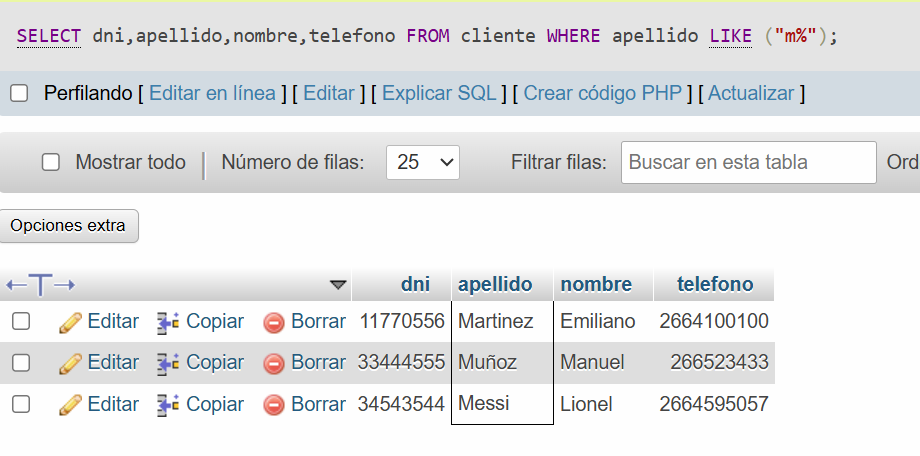 SELECT dni,apellido,nombre,telefono FROM cliente WHERE apellido LIKE ("m%");
Perfilando [ Editar en línea ] [ Editar ] [ Explicar SQL ] [ Crear código PHP ] [ Actualizar ]
Mostrar todo | Número de filas: 25 Filtrar filas: Buscar en esta tabla Ord
Opciones extra
←T→ dni apellido nombre telefono
Editar Copiar Borrar 11770556 Martinez Emiliano 2664100100
Editar Copiar Borrar 33444555 Muñoz Manuel 266523433
Editar Copiar Borrar 34543544 Messi Lionel 2664595057